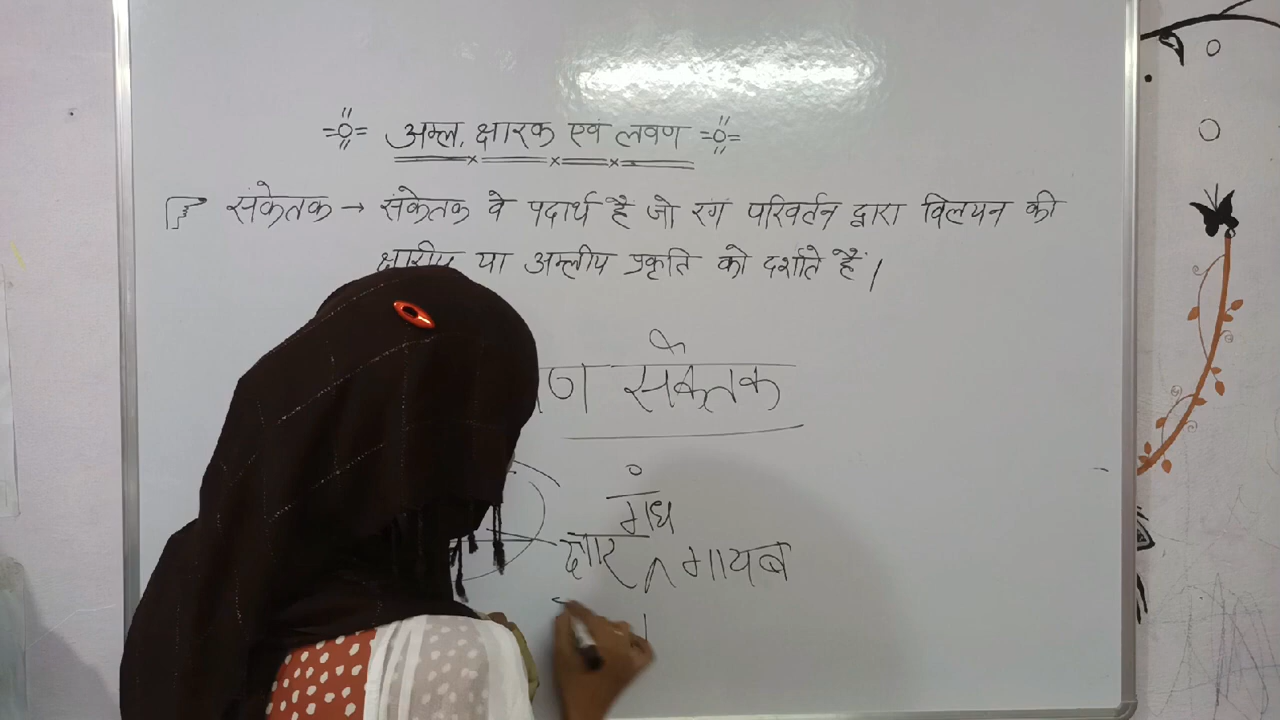 अम्ल, क्षारक एवं लवण
संकेतक → संकेतक वे पदार्थ है जो रंग परिवर्तन द्वारा विलयन की
क्षारीय या अम्लीय प्रकृति को दर्शाते हैं।
संकेतक
गंध
क्षार गायब